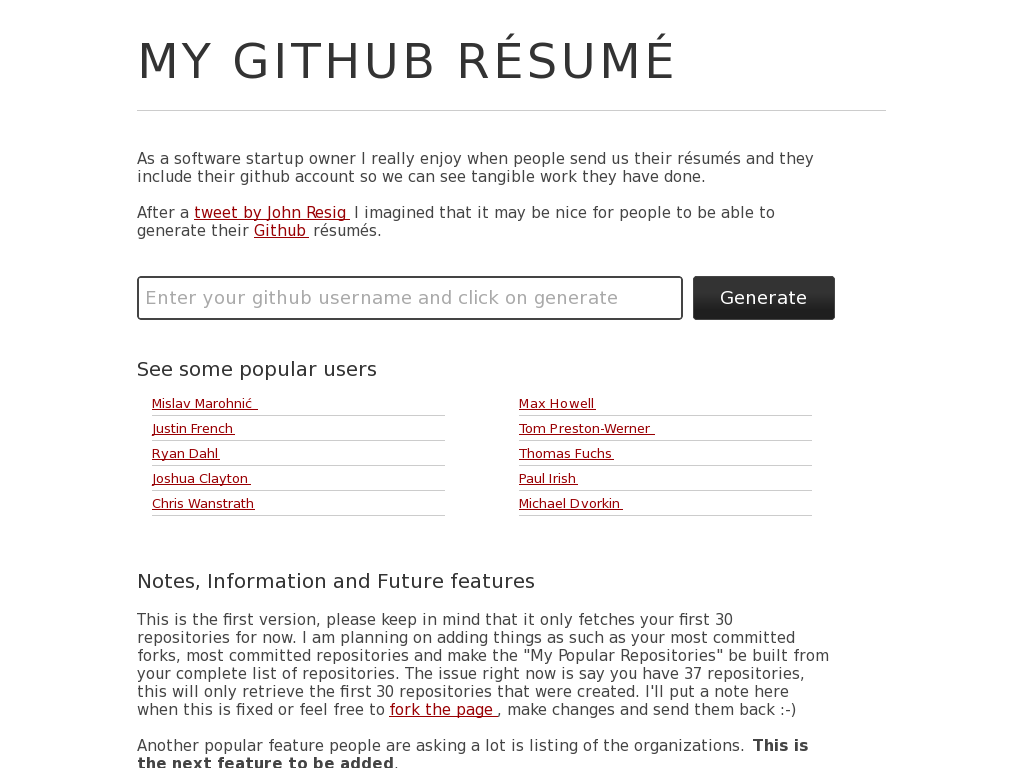 MY GITHUB RÉSUMÉ
As a software startup owner I really enjoy when people send us their résumés and they
include their github account so we can see tangible work they have done.
After a tweet by John Resig I imagined that it may be nice for people to be able to
generate their Github résumés.
Enter your github username and click on generate
Generate
See some popular users
Mislav Marohnić
Justin French
Ryan Dahl
Joshua Clayton
Chris Wanstrath
Max Howell
Tom Preston-Werner
Thomas Fuchs
Paul Irish
Michael Dvorkin
Notes, Information and Future features
This is the first version, please keep in mind that it only fetches your first 30
repositories for now. I am planning on adding things as such as your most committed
forks, most committed repositories and make the "My Popular Repositories" be built from
your complete list of repositories. The issue right now is say you have 37 repositories,
this will only retrieve the first 30 repositories that were created. I'll put a note here
when this is fixed or feel free to fork the page , make changes and send them back :-)
Another popular feature people are asking a lot is listing of the organizations. This is
the next feature to be added.